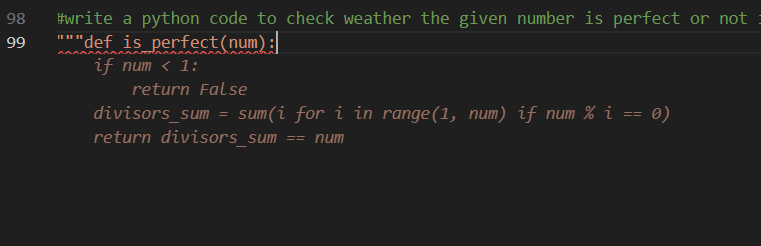 98 #write a python code to check weather the given number is perfect or not
99 """def is_perfect(num):
if num < 1:
return False
divisors_sum = sum(i for i in range(1, num) if num % i == 0)
return divisors_sum == num